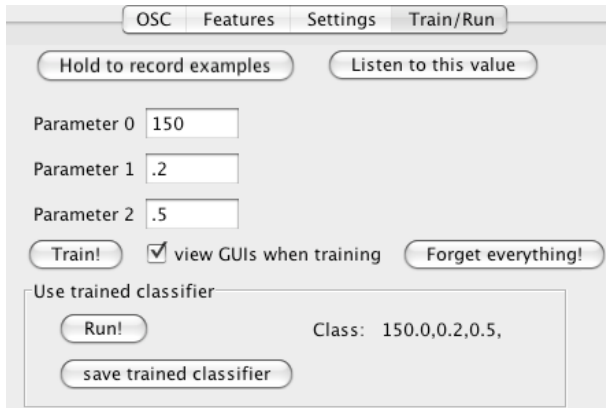 OSC Features Settings Train/Run
Hold to record examples Listen to this value
Parameter 0 150
Parameter 1 .2
Parameter 2 .5
Train! view GUIs when training Forget everything!
Use trained classifier
Run! Class: 150.0,0.2,0.5,
save trained classifier